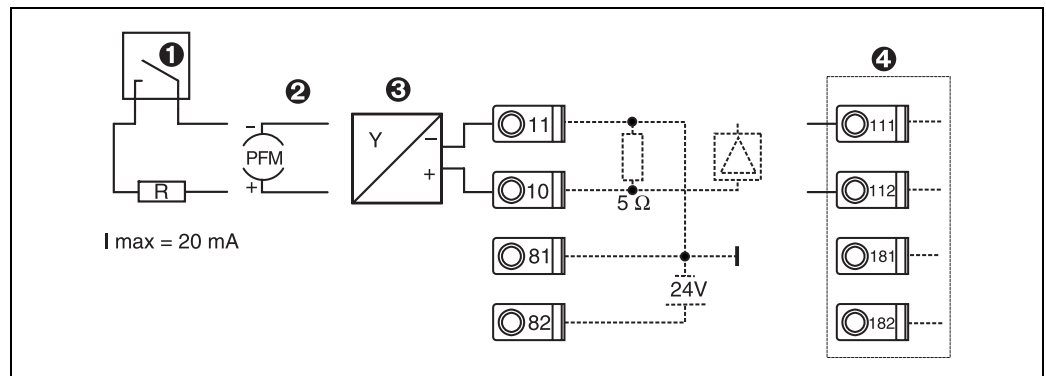 ❶ ❷ ❸ ❹
- PFM +
R
I max = 20 mA
Y - +
11
10
81
82
5 Ω
24V
111
112
181
182